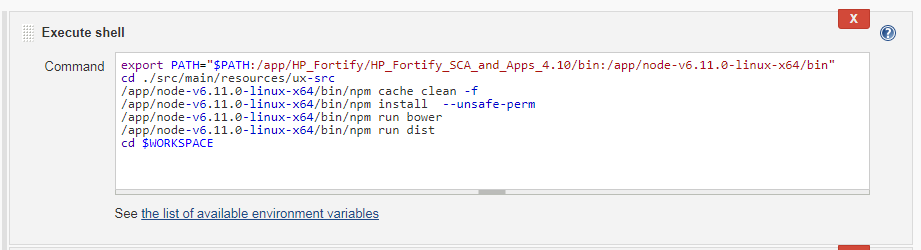 X
Execute shell
?
Command
export PATH="$PATH:/app/HP_Fortify/HP_Fortify_SCA_and_Apps_4.10/bin:/app/node-v6.11.0-linux-x64/bin"
cd ./src/main/resources/ux-src
/app/node-v6.11.0-linux-x64/bin/npm cache clean -f
/app/node-v6.11.0-linux-x64/bin/npm install  --unsafe-perm
/app/node-v6.11.0-linux-x64/bin/npm run bower
/app/node-v6.11.0-linux-x64/bin/npm run dist
cd $WORKSPACE
See the list of available environment variables